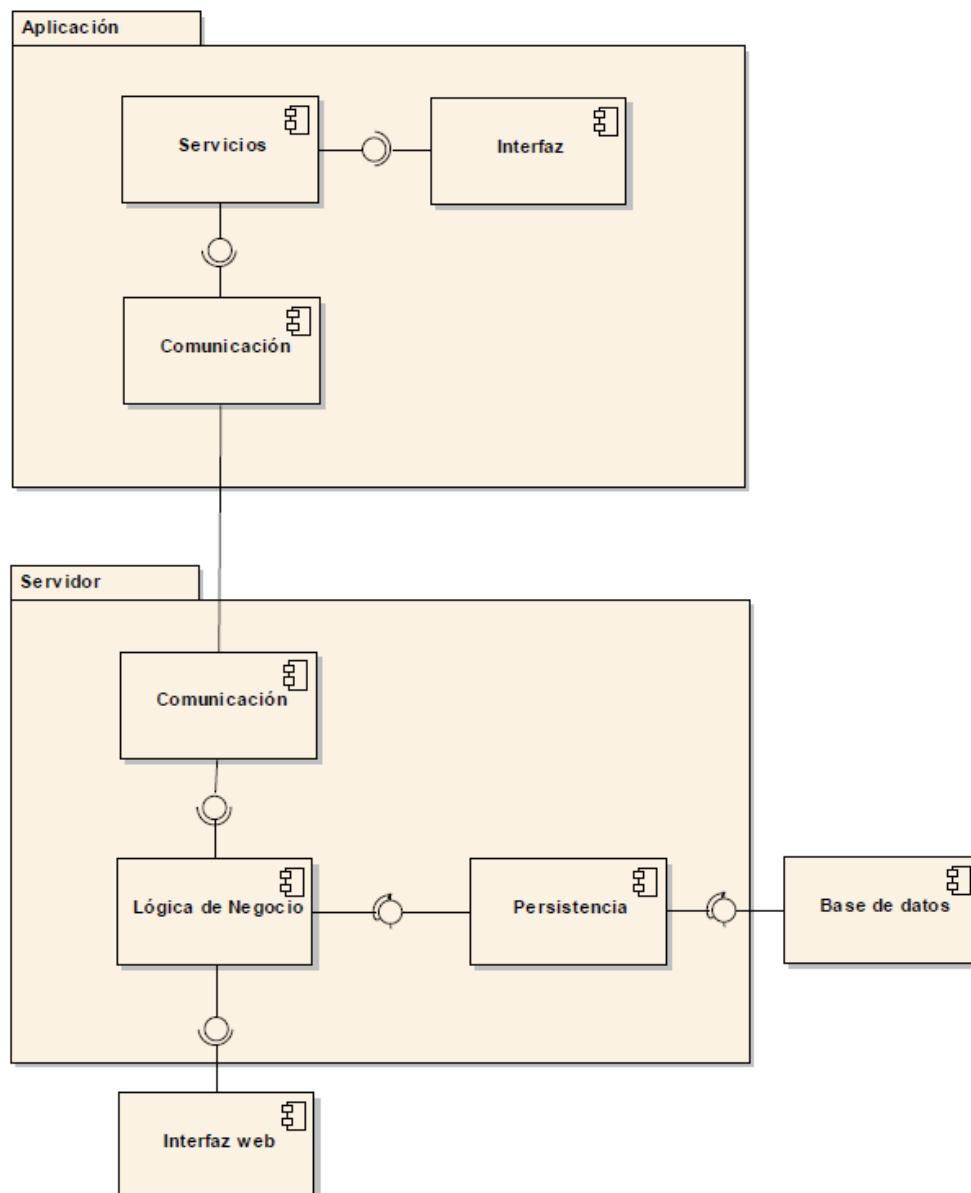 Aplicación
Servicios
Interfaz
Comunicación
Servidor
Comunicación
Lógica de Negocio
Persistencia
Base de datos
Interfaz web